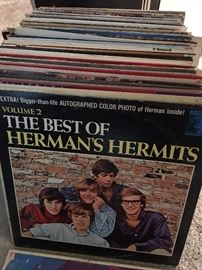 EXTRA! Bigger-than-life AUTOGRAPHED COLOR PHOTO of Herman inside!
VOLUME 2
THE BEST OF
HERMAN'S HERMITS